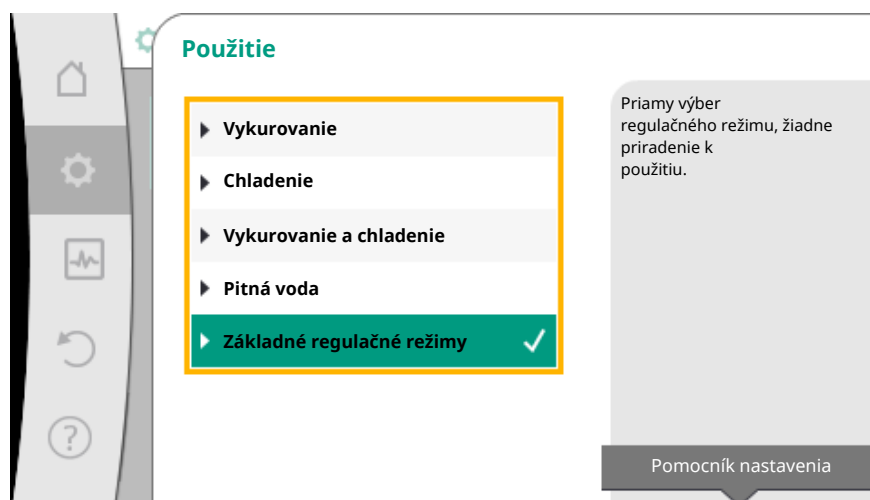 Použitie
Vykurovanie
Chladenie
Vykurovanie a chladenie
Pitná voda
Základné regulačné režimy
Priamy výber
regulačného režimu, žiadne
priradenie k
použitiu.
Pomocník nastavenia
?